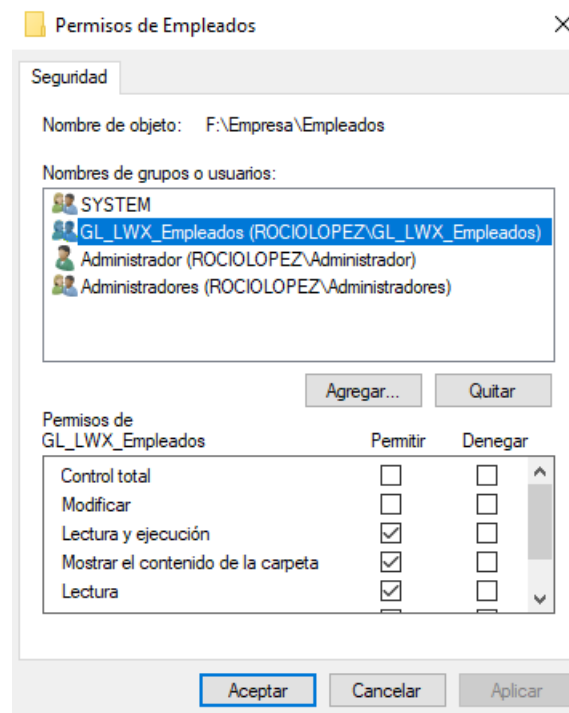 Permisos de Empleados
Seguridad
Nombre de objeto: F:\Empresa\Empleados
Nombres de grupos o usuarios:
SYSTEM
GL_LWX_Empleados (ROCIOLOPEZ\GL_LWX_Empleados)
Administrador (ROCIOLOPEZ\Administrador)
Administradores (ROCIOLOPEZ\Administradores)
Agregar... Quitar
Permisos de
GL_LWX_Empleados Permitir Denegar
Control total
Modificar
Lectura y ejecución
Mostrar el contenido de la carpeta
Lectura
Aceptar Cancelar Aplicar